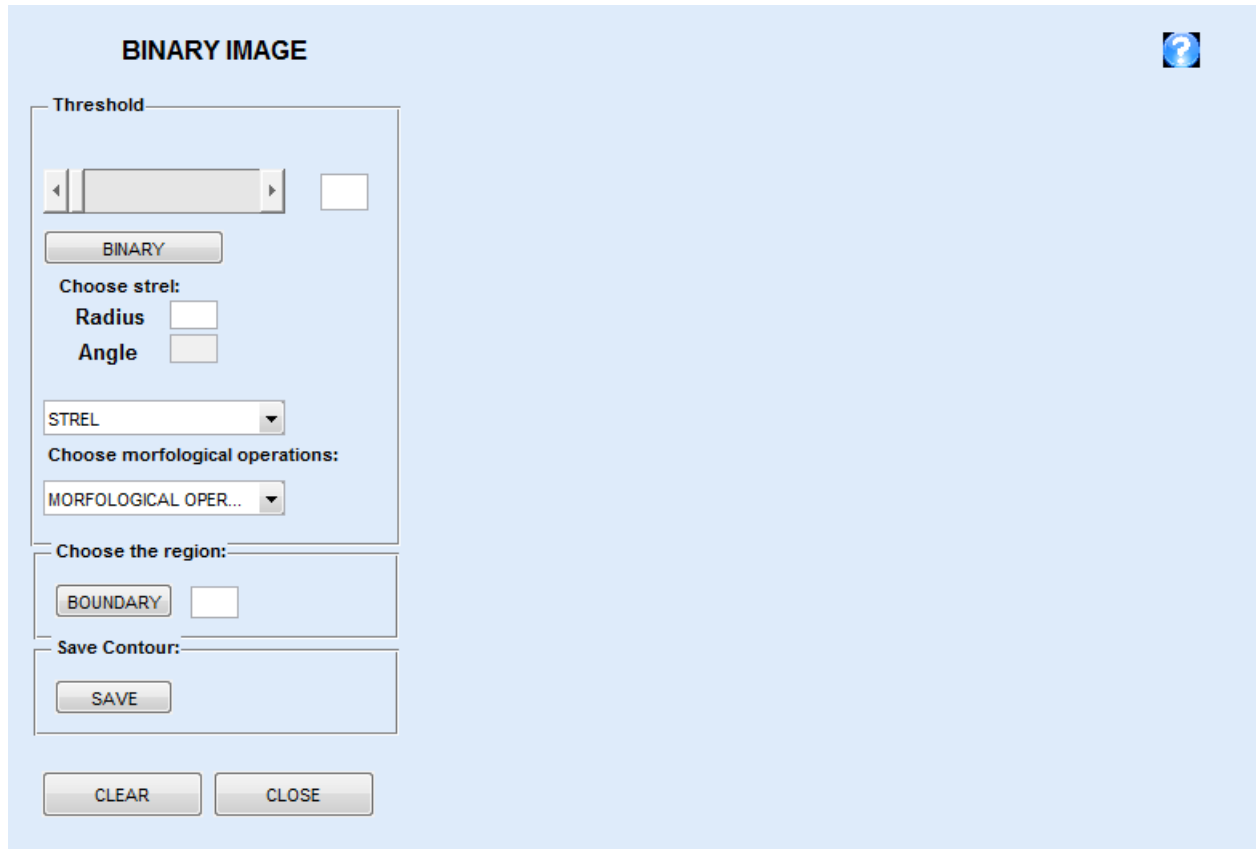 BINARY IMAGE
?
Threshold
BINARY
Choose strel:
Radius
Angle
STREL
Choose morfological operations:
MORFOLOGICAL OPER...
Choose the region:
BOUNDARY
Save Contour:
SAVE
CLEAR CLOSE